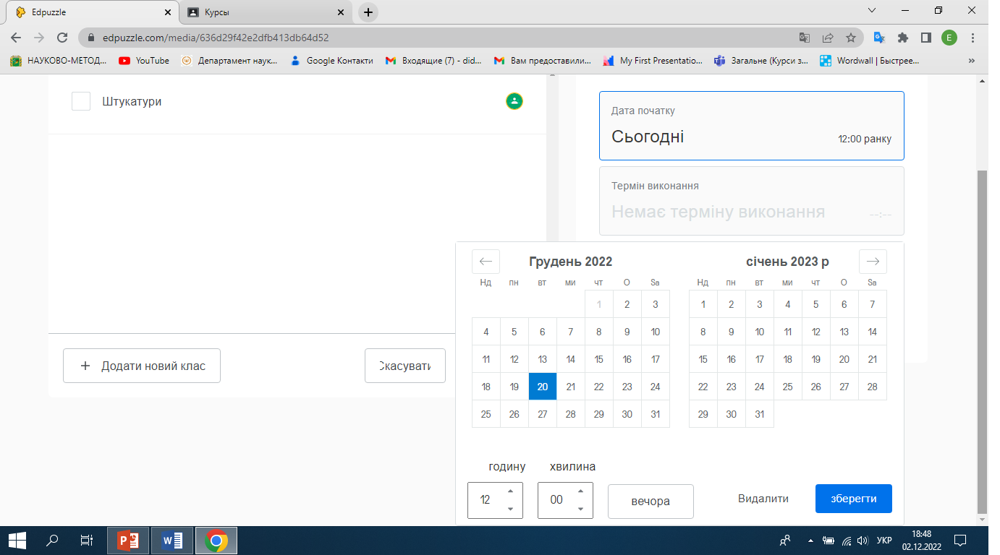 Edpuzzle
Курсы
edpuzzle.com/media/636d29f42e2dfb413db64d52
НАУКОВО-МЕТОД...
YouTube
Департамент наук...
Google Контакти
Входящие (7) - did...
Вам предоставили...
My First Presentatio...
Загальне (Курси з...
Wordwall | Быстрее...
»
Штукатури
Дата початку
Сьогодні 12:00 ранку
Термін виконання
Немає терміну виконання --:--
Грудень 2022
Нд пн вт ми чт О Sa
1 2 3
4 5 6 7 8 9 10
11 12 13 14 15 16 17
18 19 20 21 22 23 24
25 26 27 28 29 30 31
січень 2023 р
Нд пн вт ми чт О Sa
1 2 3 4 5 6 7
8 9 10 11 12 13 14
15 16 17 18 19 20 21
22 23 24 25 26 27 28
29 30 31
+ Додати новий клас
Скасувати
годину хвилина
12 00 вечора Видалити зберегти
E
УКР
18:48
02.12.2022